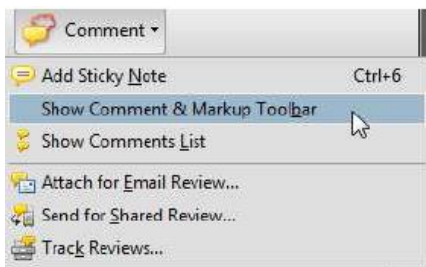 Comment
Add Sticky Note Ctrl+6
Show Comment & Markup Toolbar
Show Comments List
Attach for Email Review...
Send for Shared Review...
Track Reviews...